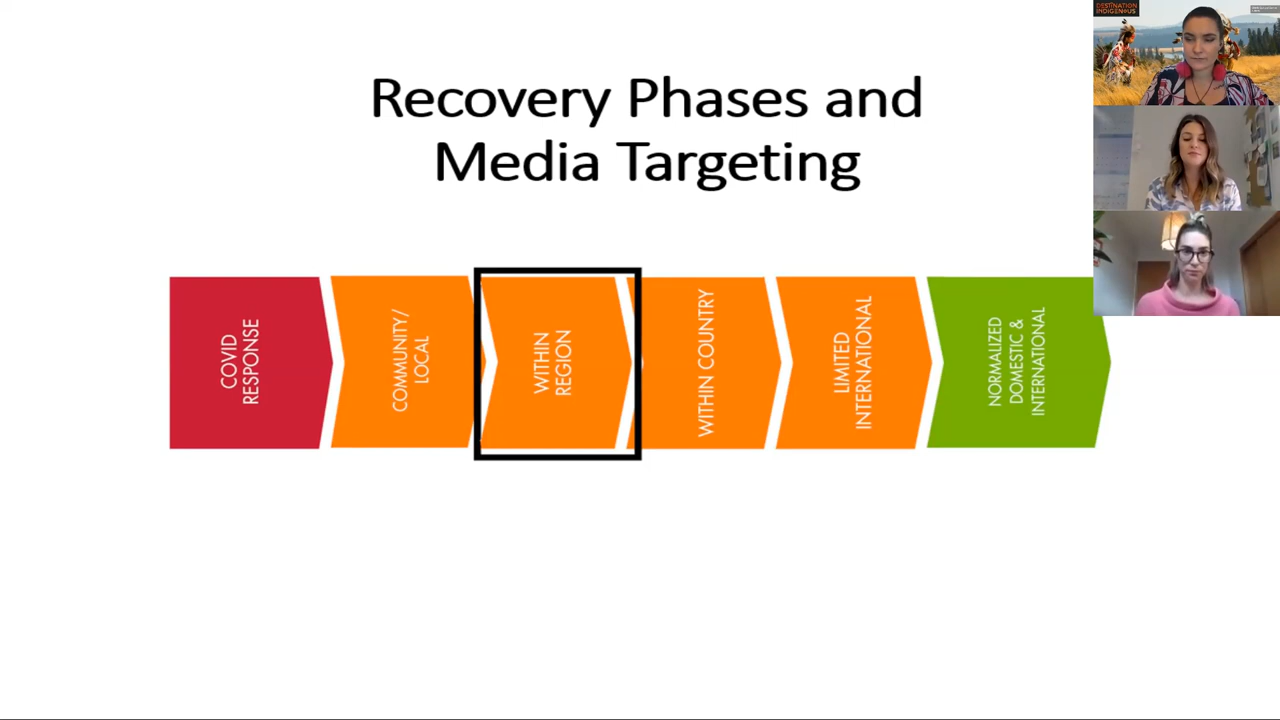 Recovery Phases and
Media Targeting
COVID
RESPONSE
COMMUNITY/
LOCAL
WITHIN
REGION
WITHIN COUNTRY
LIMITED
INTERNATIONAL
NORMALIZED
DOMESTIC &
INTERNATIONAL
DESTINATION
INDIGENOUS